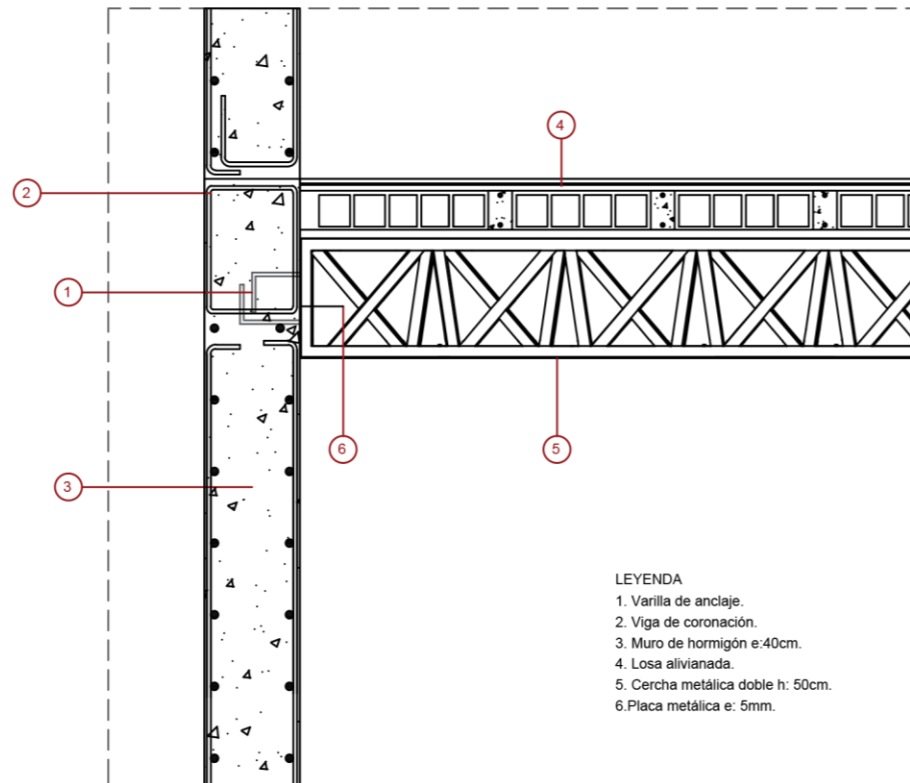 4
2
1
6
5
3
LEYENDA
1. Varilla de anclaje.
2. Viga de coronación.
3. Muro de hormigón e:40cm.
4. Losa alivianada.
5. Cercha metálica doble h: 50cm.
6.Placa metálica e: 5mm.